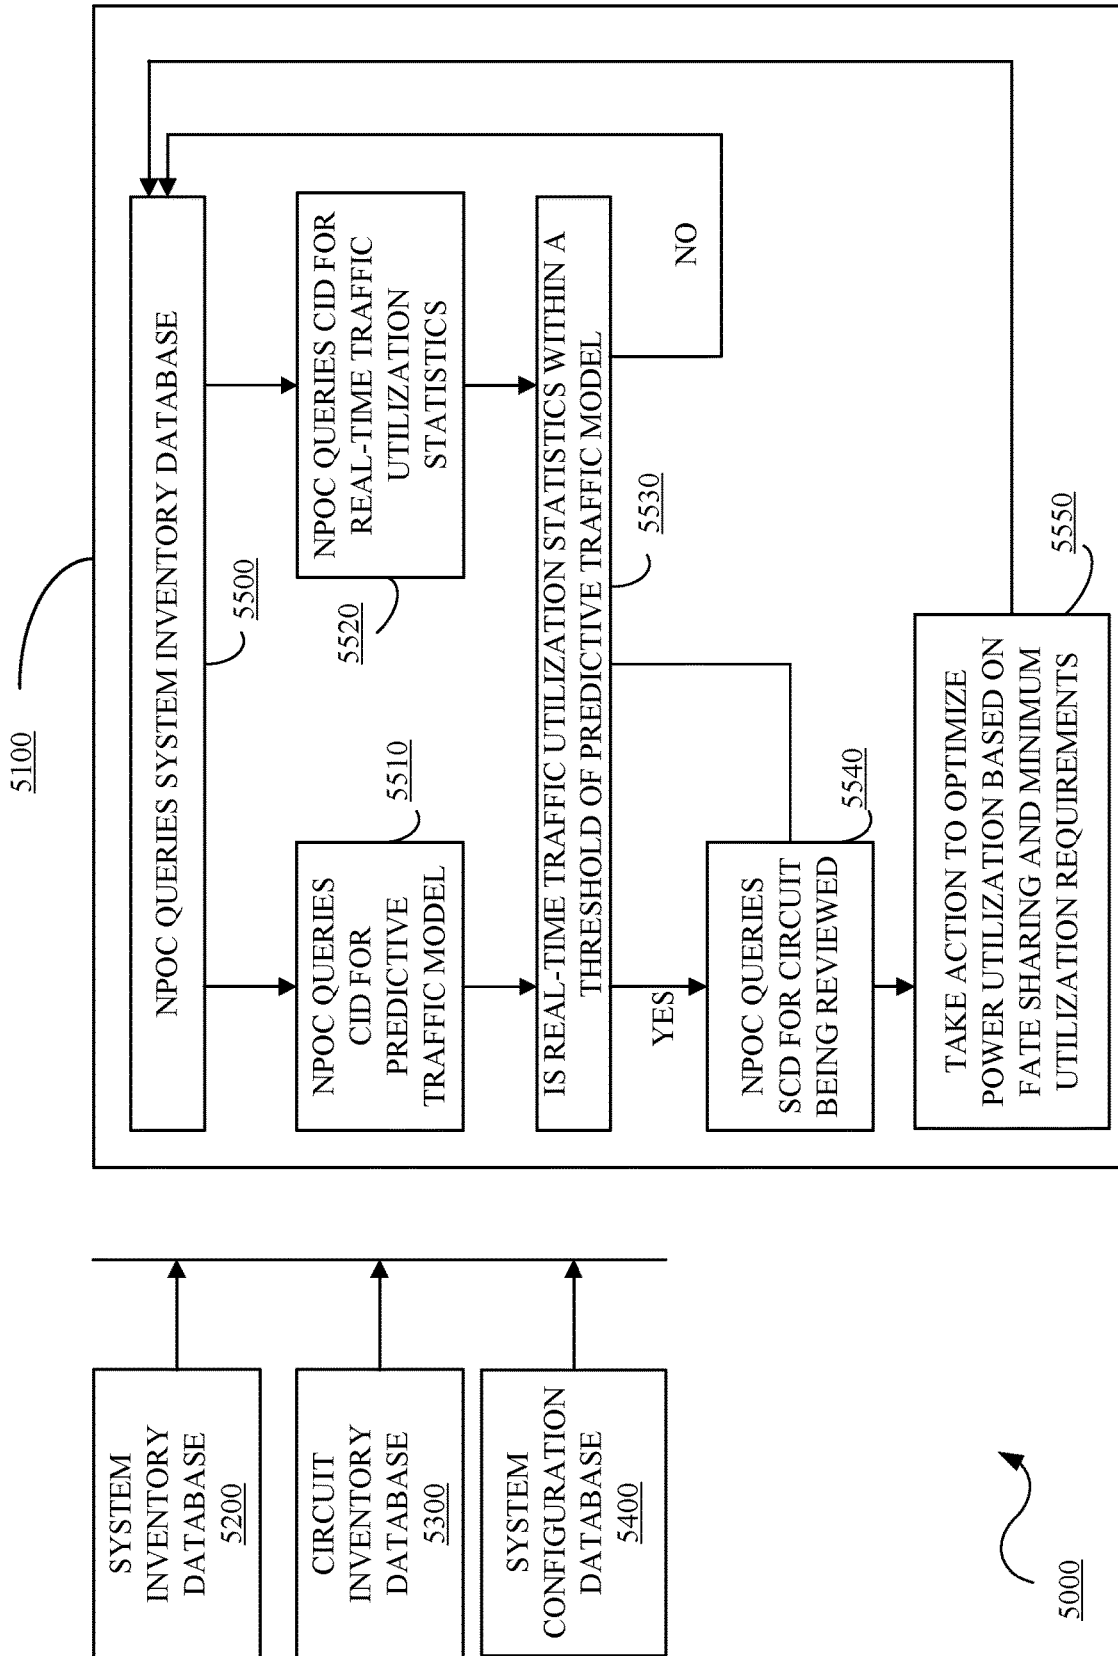 5100
NPOC QUERIES SYSTEM INVENTORY DATABASE
5500
NPOC QUERIES
CID FOR
PREDICTIVE
TRAFFIC MODEL
5510
NPOC QUERIES CID FOR
REAL-TIME TRAFFIC
UTILIZATION
STATISTICS
5520
IS REAL-TIME TRAFFIC UTILIZATION STATISTICS WITHIN A
THRESHOLD OF PREDICTIVE TRAFFIC MODEL
5530
YES
NO
NPOC QUERIES
SCD FOR CIRCUIT
BEING REVIEWED
5540
TAKE ACTION TO OPTIMIZE
POWER UTILIZATION BASED ON
FATE SHARING AND MINIMUM
UTILIZATION REQUIREMENTS
5550
SYSTEM
INVENTORY
DATABASE
5200
CIRCUIT
INVENTORY
DATABASE
5300
SYSTEM
CONFIGURATION
DATABASE
5400
5000